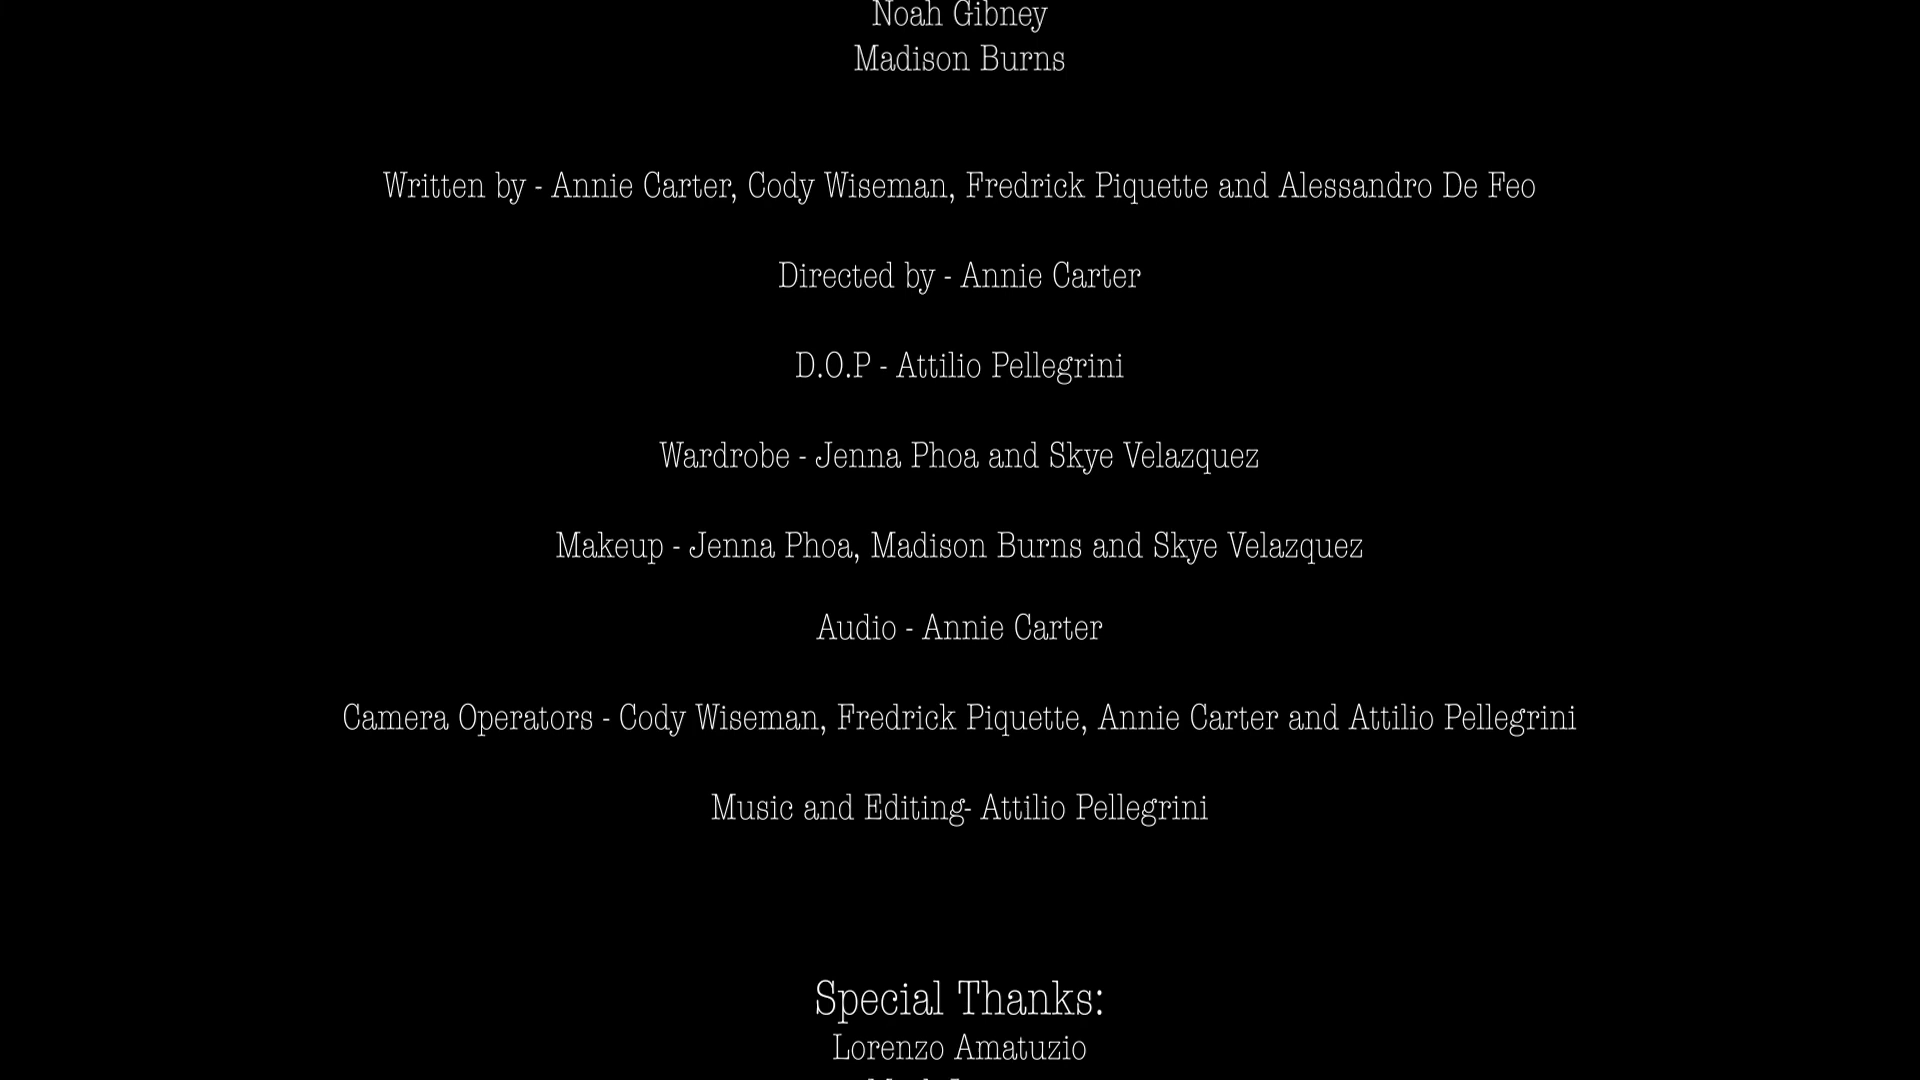 Noah Gibney
Madison Burns
Written by - Annie Carter, Cody Wiseman, Fredrick Piquette and Alessandro De Feo
Directed by - Annie Carter
D.O.P - Attilio Pellegrini
Wardrobe - Jenna Phoa and Skye Velazquez
Makeup - Jenna Phoa, Madison Burns and Skye Velazquez
Audio - Annie Carter
Camera Operators - Cody Wiseman, Fredrick Piquette, Annie Carter and Attilio Pellegrini
Music and Editing- Attilio Pellegrini
Special Thanks:
Lorenzo Amatuzio